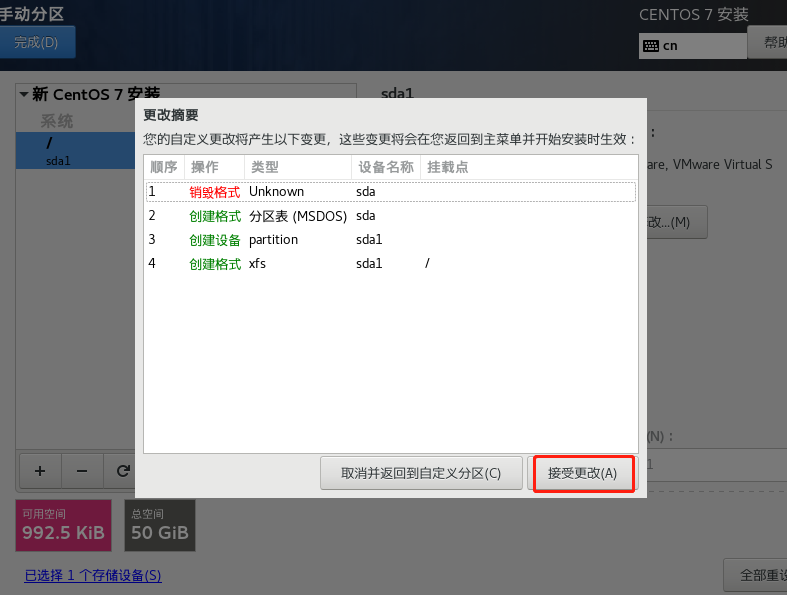 手动分区
CENTOS 7 安装
完成(D)
cn
帮助
新 CentOS 7 安装
sda1
系统
/
sda1
更改摘要
您的自定义更改将产生以下变更，这些变更将会在您返回到主菜单并开始安装时生效：
顺序 操作 类型 设备名称 挂载点
1 销毁格式 Unknown sda
2 创建格式 分区表 (MSDOS) sda
3 创建设备 partition sda1
4 创建格式 xfs sda1 /
:
are, VMware Virtual S
改...(M)
(N)：
1
取消并返回到自定义分区(C)
接受更改(A)
+ −
可用空间
992.5 KiB
总空间
50 GiB
已选择 1 个存储设备(S)
全部重设